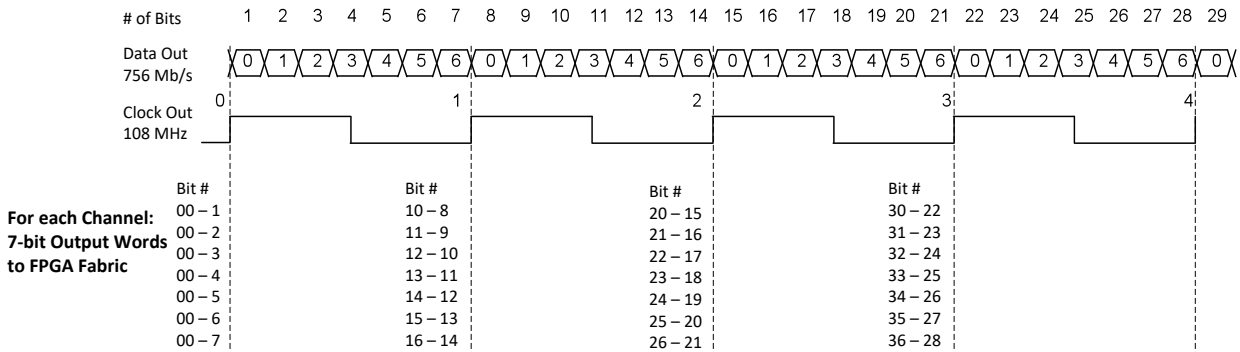 # of Bits 1 2 3 4 5 6 7 8 9 10 11 12 13 14 15 16 17 18 19 20 21 22 23 24 25 26 27 28 29
Data Out
756 Mb/s
0 1 2 3 4 5 6 0 1 2 3 4 5 6 0 1 2 3 4 5 6 0 1 2 3 4 5 6 0
0 1 2 3 4
Clock Out
108 MHz
For each Channel:
7-bit Output Words
to FPGA Fabric
Bit #
00 – 1
00 – 2
00 – 3
00 – 4
00 – 5
00 – 6
00 – 7
Bit #
10 – 8
11 – 9
12 – 10
13 – 11
14 – 12
15 – 13
16 – 14
Bit #
20 – 15
21 – 16
22 – 17
23 – 18
24 – 19
25 – 20
26 – 21
Bit #
30 – 22
31 – 23
32 – 24
33 – 25
34 – 26
35 – 27
36 – 28